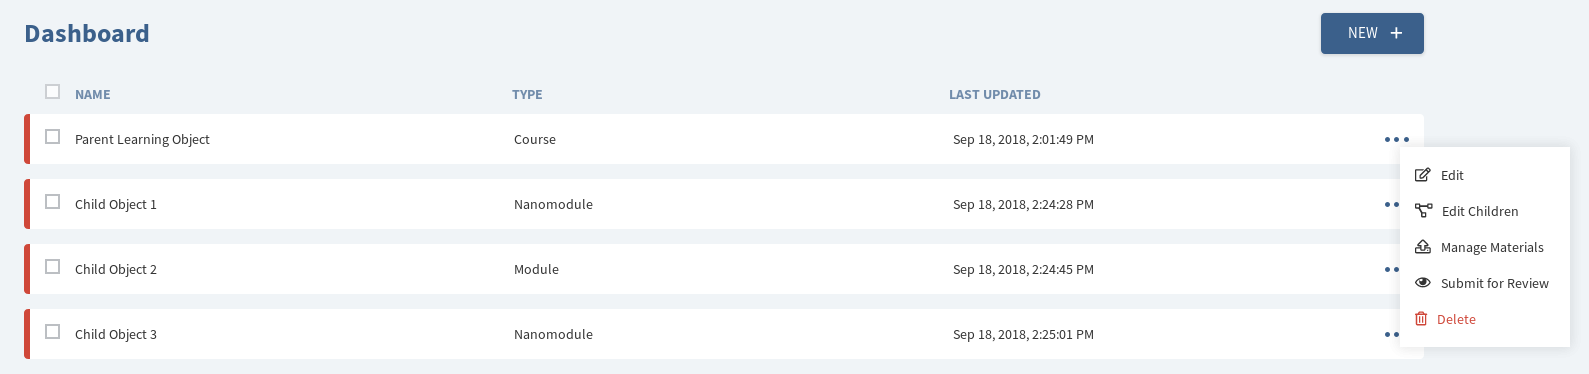 Dashboard
NEW +
NAME TYPE LAST UPDATED
Parent Learning Object Course Sep 18, 2018, 2:01:49 PM
Child Object 1 Nanomodule Sep 18, 2018, 2:24:28 PM
Child Object 2 Module Sep 18, 2018, 2:24:45 PM
Child Object 3 Nanomodule Sep 18, 2018, 2:25:01 PM
Edit
Edit Children
Manage Materials
Submit for Review
Delete